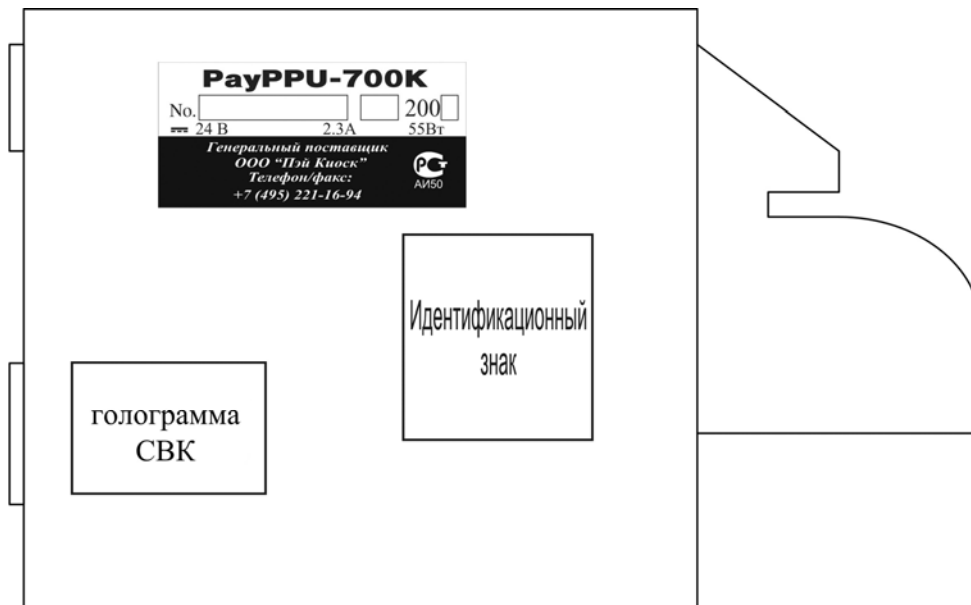 PayPPU-700K
No. 200
24 В 2.3А 55Вт
Генеральный поставщик
ООО “Пэй Киоск”
Телефон/факс:
+7 (495) 221-16-94
РСТ
АИ50
Идентификационный
знак
голограмма
СВК